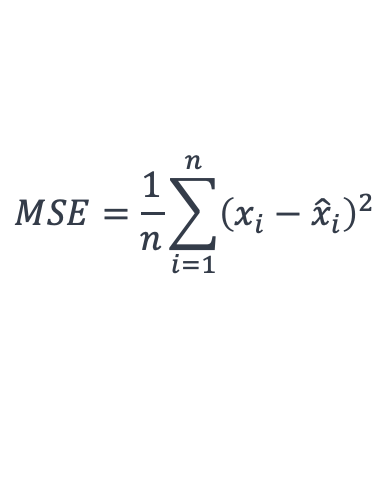 MSE = \frac{1}{n} \sum_{i=1}^{n} (x_i - \hat{x}_i)^2